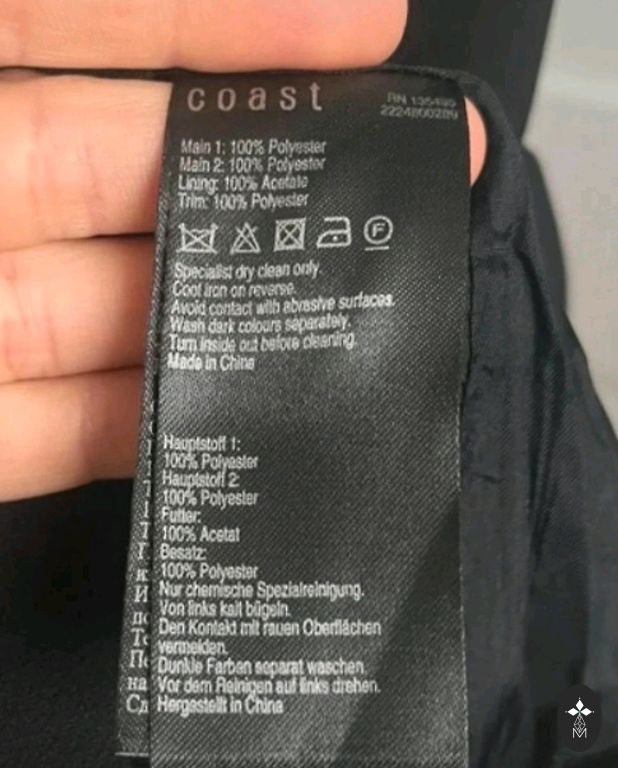 coast
2224800289
Main 1: 100% Polyester
Main 2: 100% Polyester
Lining: 100% Acetate
Trim: 100% Polyester
F
Specialist dry clean only.
Cool iron on reverse.
Avoid contact with abrasive surfaces.
Wash dark colours separately.
Turn inside out before cleaning.
Made in China
Hauptstoff 1:
100% Polyester
Hauptstoff 2:
100% Polyester
Futter:
100% Acetat
Besatz:
100% Polyester
Nur chemische Spezialreinigung.
Von links kalt bügeln.
Den Kontakt mit rauen Oberflächen
vermeiden.
Dunkle Farben separat waschen.
Vor dem Reinigen auf links drehen.
Hergestellt in China
M